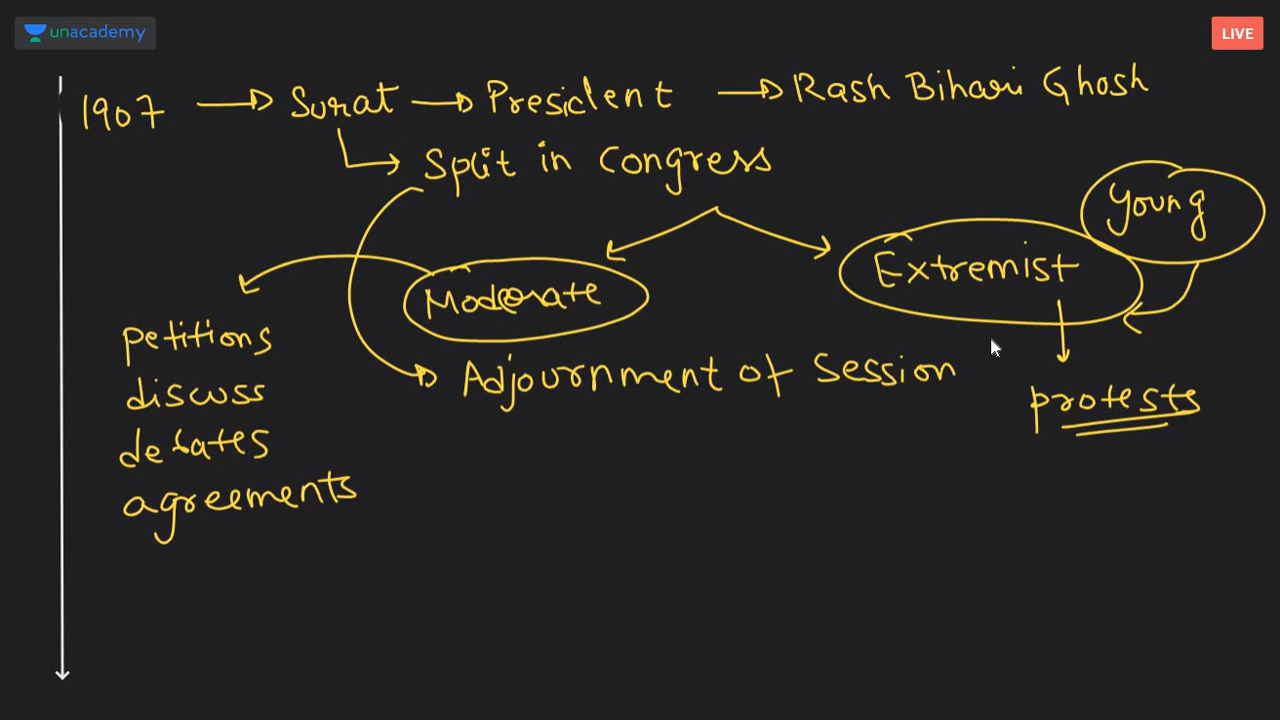 unacademy
LIVE
1907 → Surat → President → Rash Bihari Ghosh
Split in Congress
Young
Extremist
Moderate
petitions
Adjournment of Session
discuss
protests
debates
agreements